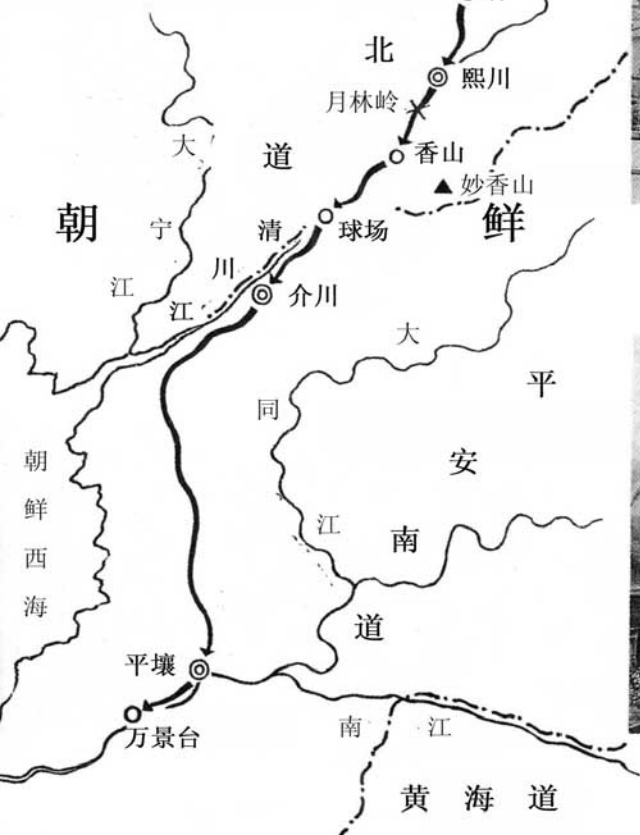 北
熙川
月林岭
香山
妙香山
道
大
宁
江
朝
鲜
清
川
江
球场
介川
大
同
江
平
安
南
道
朝
鲜
西
海
平壤
万景台
南 江
黄 海 道